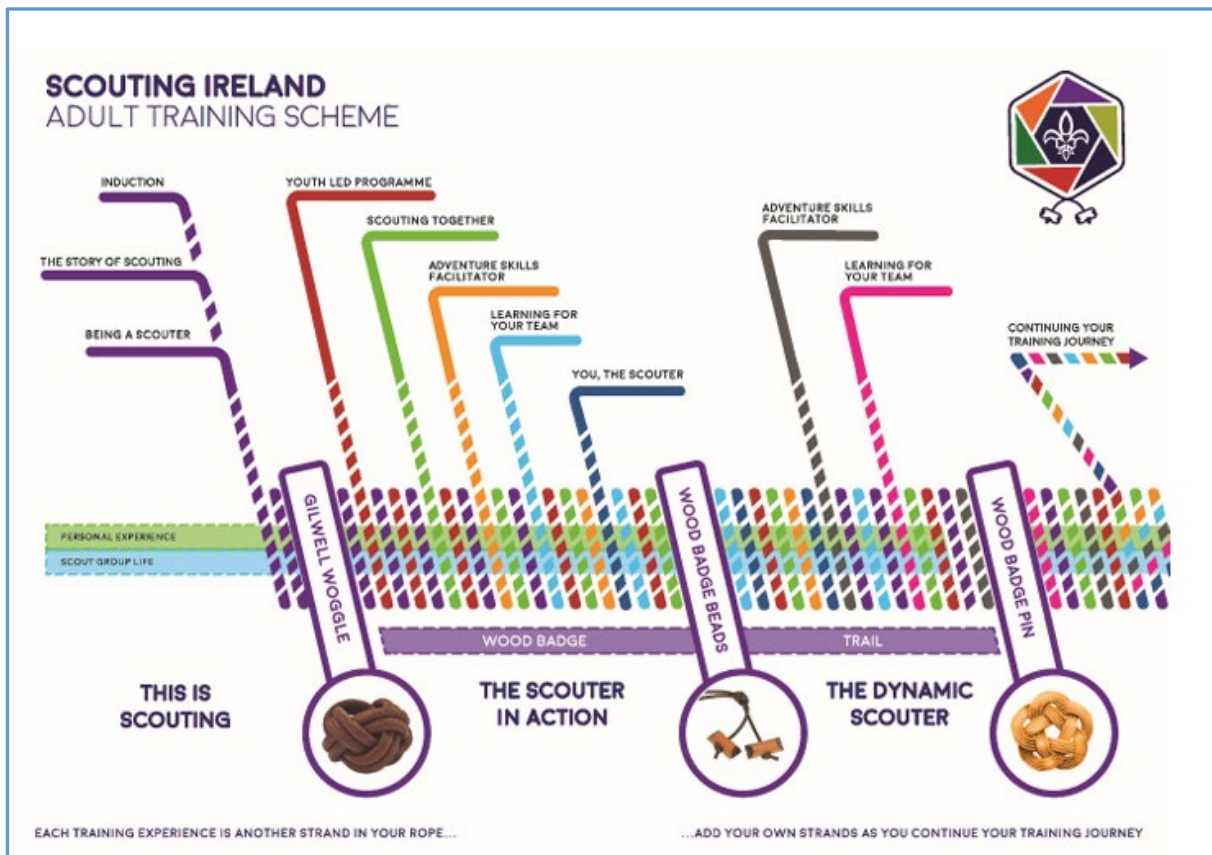 SCOUTING IRELAND
ADULT TRAINING SCHEME
INDUCTION
THE STORY OF SCOUTING
BEING A SCOUTER
YOUTH LED PROGRAMME
SCOUTING TOGETHER
ADVENTURE SKILLS
FACILITATOR
LEARNING FOR
YOUR TEAM
YOU, THE SCOUTER
ADVENTURE SKILLS
FACILITATOR
LEARNING FOR
YOUR TEAM
CONTINUING YOUR
TRAINING JOURNEY
PERSONAL EXPERIENCE
SCOUT GROUP LIFE
GILWELL WOGGLE
WOOD BADGE BEADS
WOOD BADGE PIN
WOOD BADGE
TRAIL
THIS IS
SCOUTING
THE SCOUTER
IN ACTION
THE DYNAMIC
SCOUTER
EACH TRAINING EXPERIENCE IS ANOTHER STRAND IN YOUR ROPE...
...ADD YOUR OWN STRANDS AS YOU CONTINUE YOUR TRAINING JOURNEY